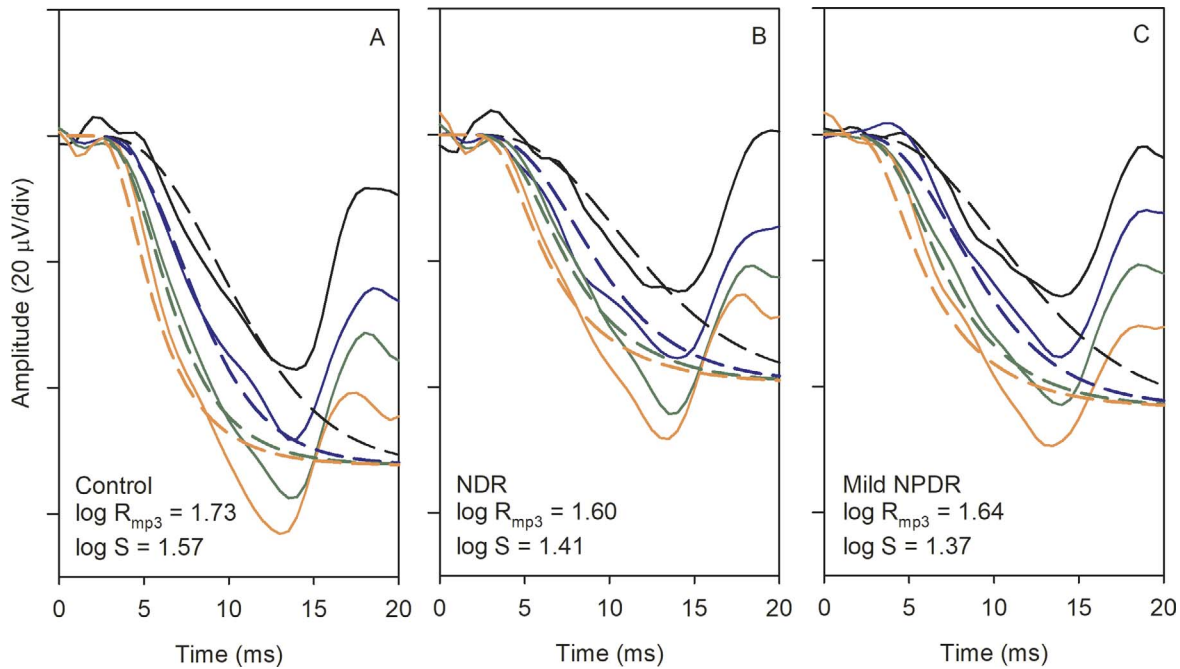 A
B
C
Amplitude (20 μV/div)
Control
log Rmp3 = 1.73
log S = 1.57
NDR
log Rmp3 = 1.60
log S = 1.41
Mild NPDR
log Rmp3 = 1.64
log S = 1.37
0 5 10 15 20
0 5 10 15 20
0 5 10 15 20
Time (ms)
Time (ms)
Time (ms)